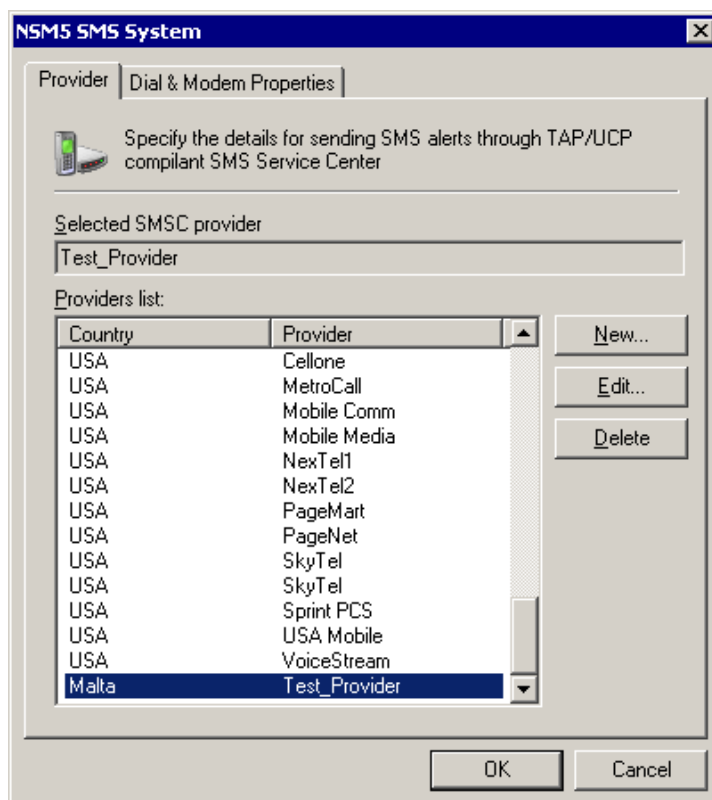 NSM5 SMS System
Provider
Dial & Modem Properties
Specify the details for sending SMS alerts through TAP/UCP
compilant SMS Service Center
Selected SMSC provider
Test_Provider
Providers list:
Country Provider
USA Cellone
USA MetroCall
USA Mobile Comm
USA Mobile Media
USA NexTel1
USA NexTel2
USA PageMart
USA PageNet
USA SkyTel
USA SkyTel
USA Sprint PCS
USA USA Mobile
USA VoiceStream
Malta Test_Provider
New...
Edit...
Delete
OK
Cancel